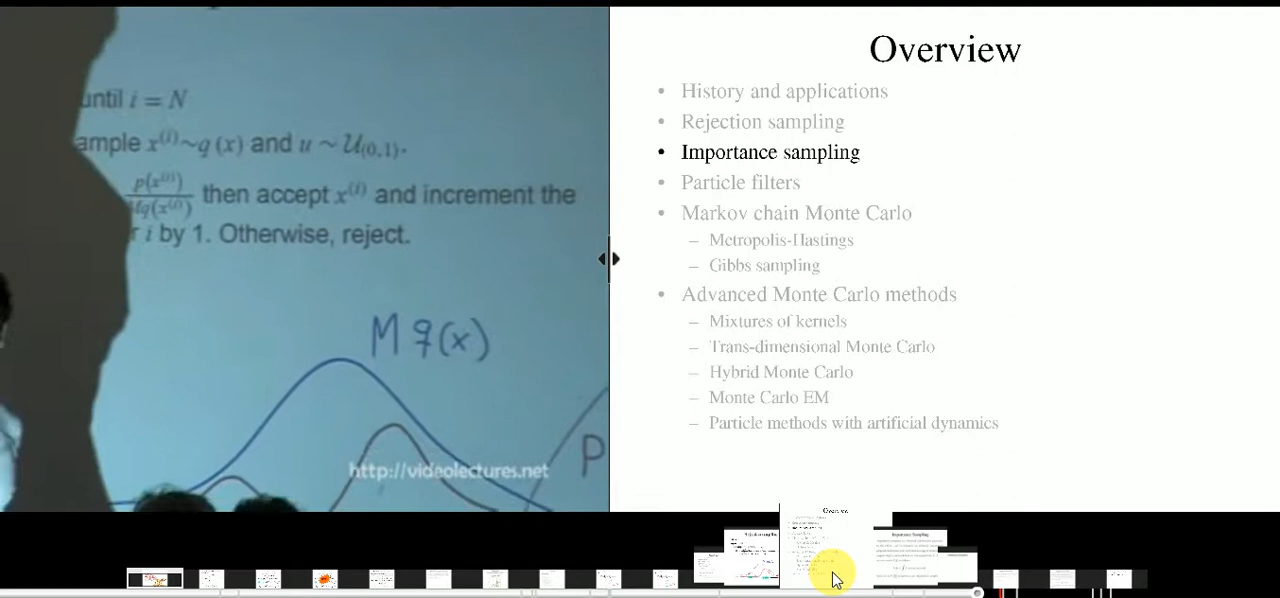 until i = N
ample x⁽ⁱ⁾~q (x) and u ~ 𝒰(0,1).
p(x⁽ⁱ⁾)
Mq(x⁽ⁱ⁾)
then accept x⁽ⁱ⁾ and increment the
r i by 1. Otherwise, reject.
M q(x)
P
http://videolectures.net
Overview
• History and applications
• Rejection sampling
• Importance sampling
• Particle filters
• Markov chain Monte Carlo
– Metropolis-Hastings
– Gibbs sampling
• Advanced Monte Carlo methods
– Mixtures of kernels
– Trans-dimensional Monte Carlo
– Hybrid Monte Carlo
– Monte Carlo EM
– Particle methods with artificial dynamics
Overview
Importance Sampling